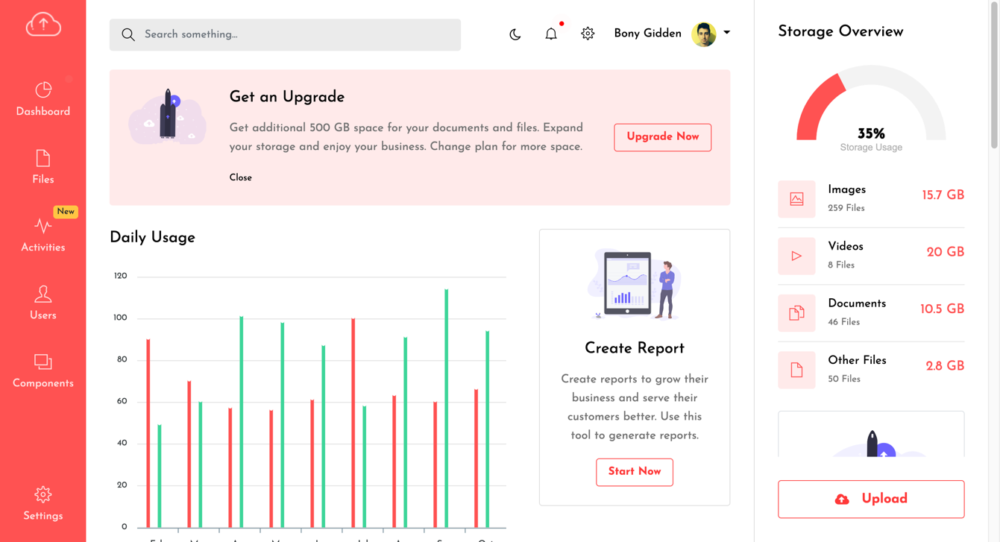 Search something...
Bony Gidden
Dashboard
Files
New
Activities
Users
Components
Settings
Get an Upgrade
Get additional 500 GB space for your documents and files. Expand
your storage and enjoy your business. Change plan for more space.
Close
Upgrade Now
Daily Usage
120
100
80
60
40
20
0
Create Report
Create reports to grow their
business and serve their
customers better. Use this
tool to generate reports.
Start Now
Storage Overview
35%
Storage Usage
Images
259 Files
15.7 GB
Videos
8 Files
20 GB
Documents
46 Files
10.5 GB
Other Files
50 Files
2.8 GB
Upload